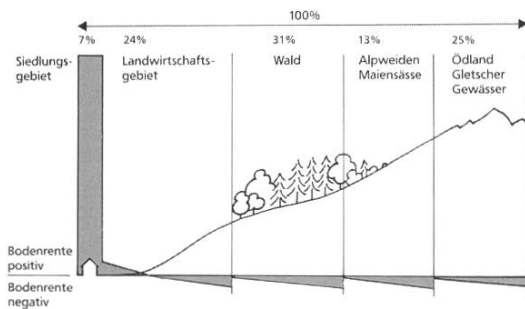 100%
7%
24%
31%
13%
25%
Siedlungs-
gebiet
Landwirtschafts-
gebiet
Wald
Alpweiden
Maiensässe
Ödland
Gletscher
Gewässer
Bodenrente
positiv
Bodenrente
negativ